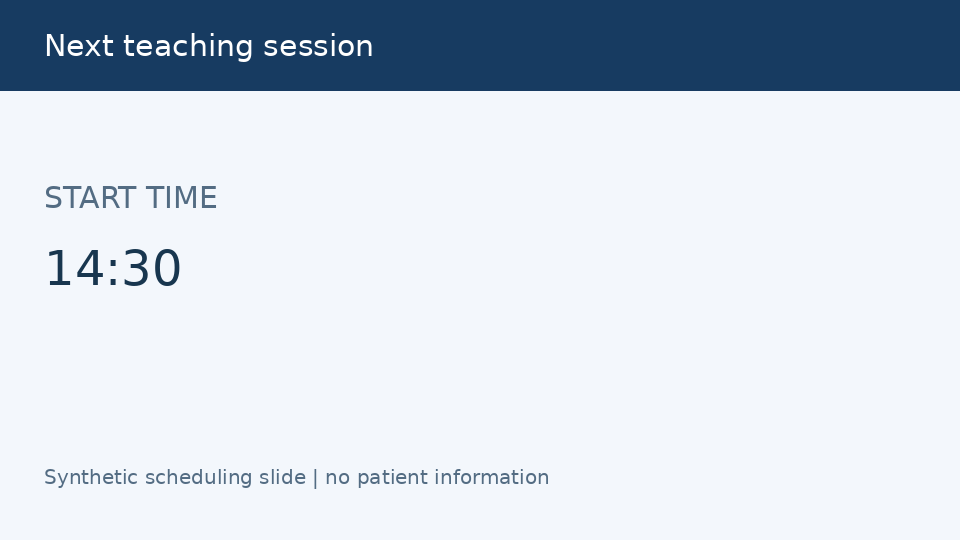 Next teaching session
START TIME
14:30
Synthetic scheduling slide | no patient information